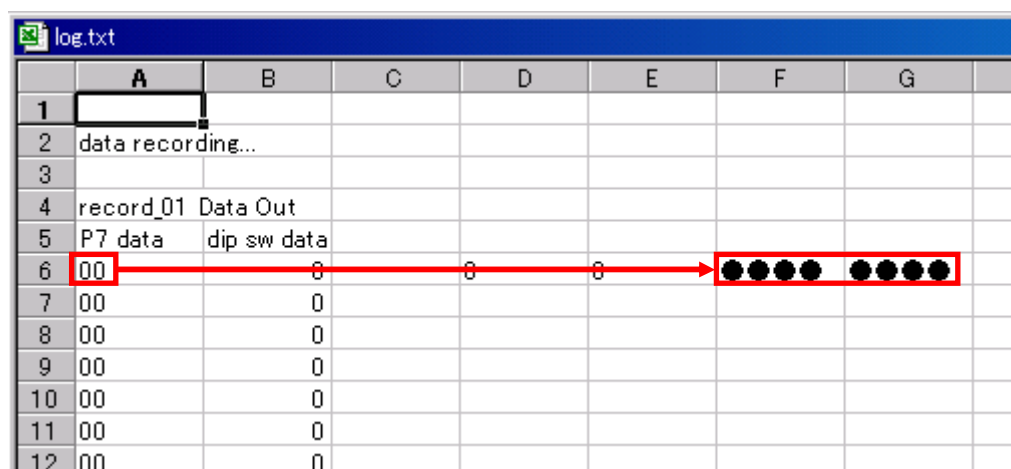 log.txt
A B C D E F G
1
2 data recording...
3
4 record_01 Data Out
5 P7 data dip sw data
6 00 0 0 0 ●●●● ●●●●
7 00 0
8 00 0
9 00 0
10 00 0
11 00 0
12 00 0